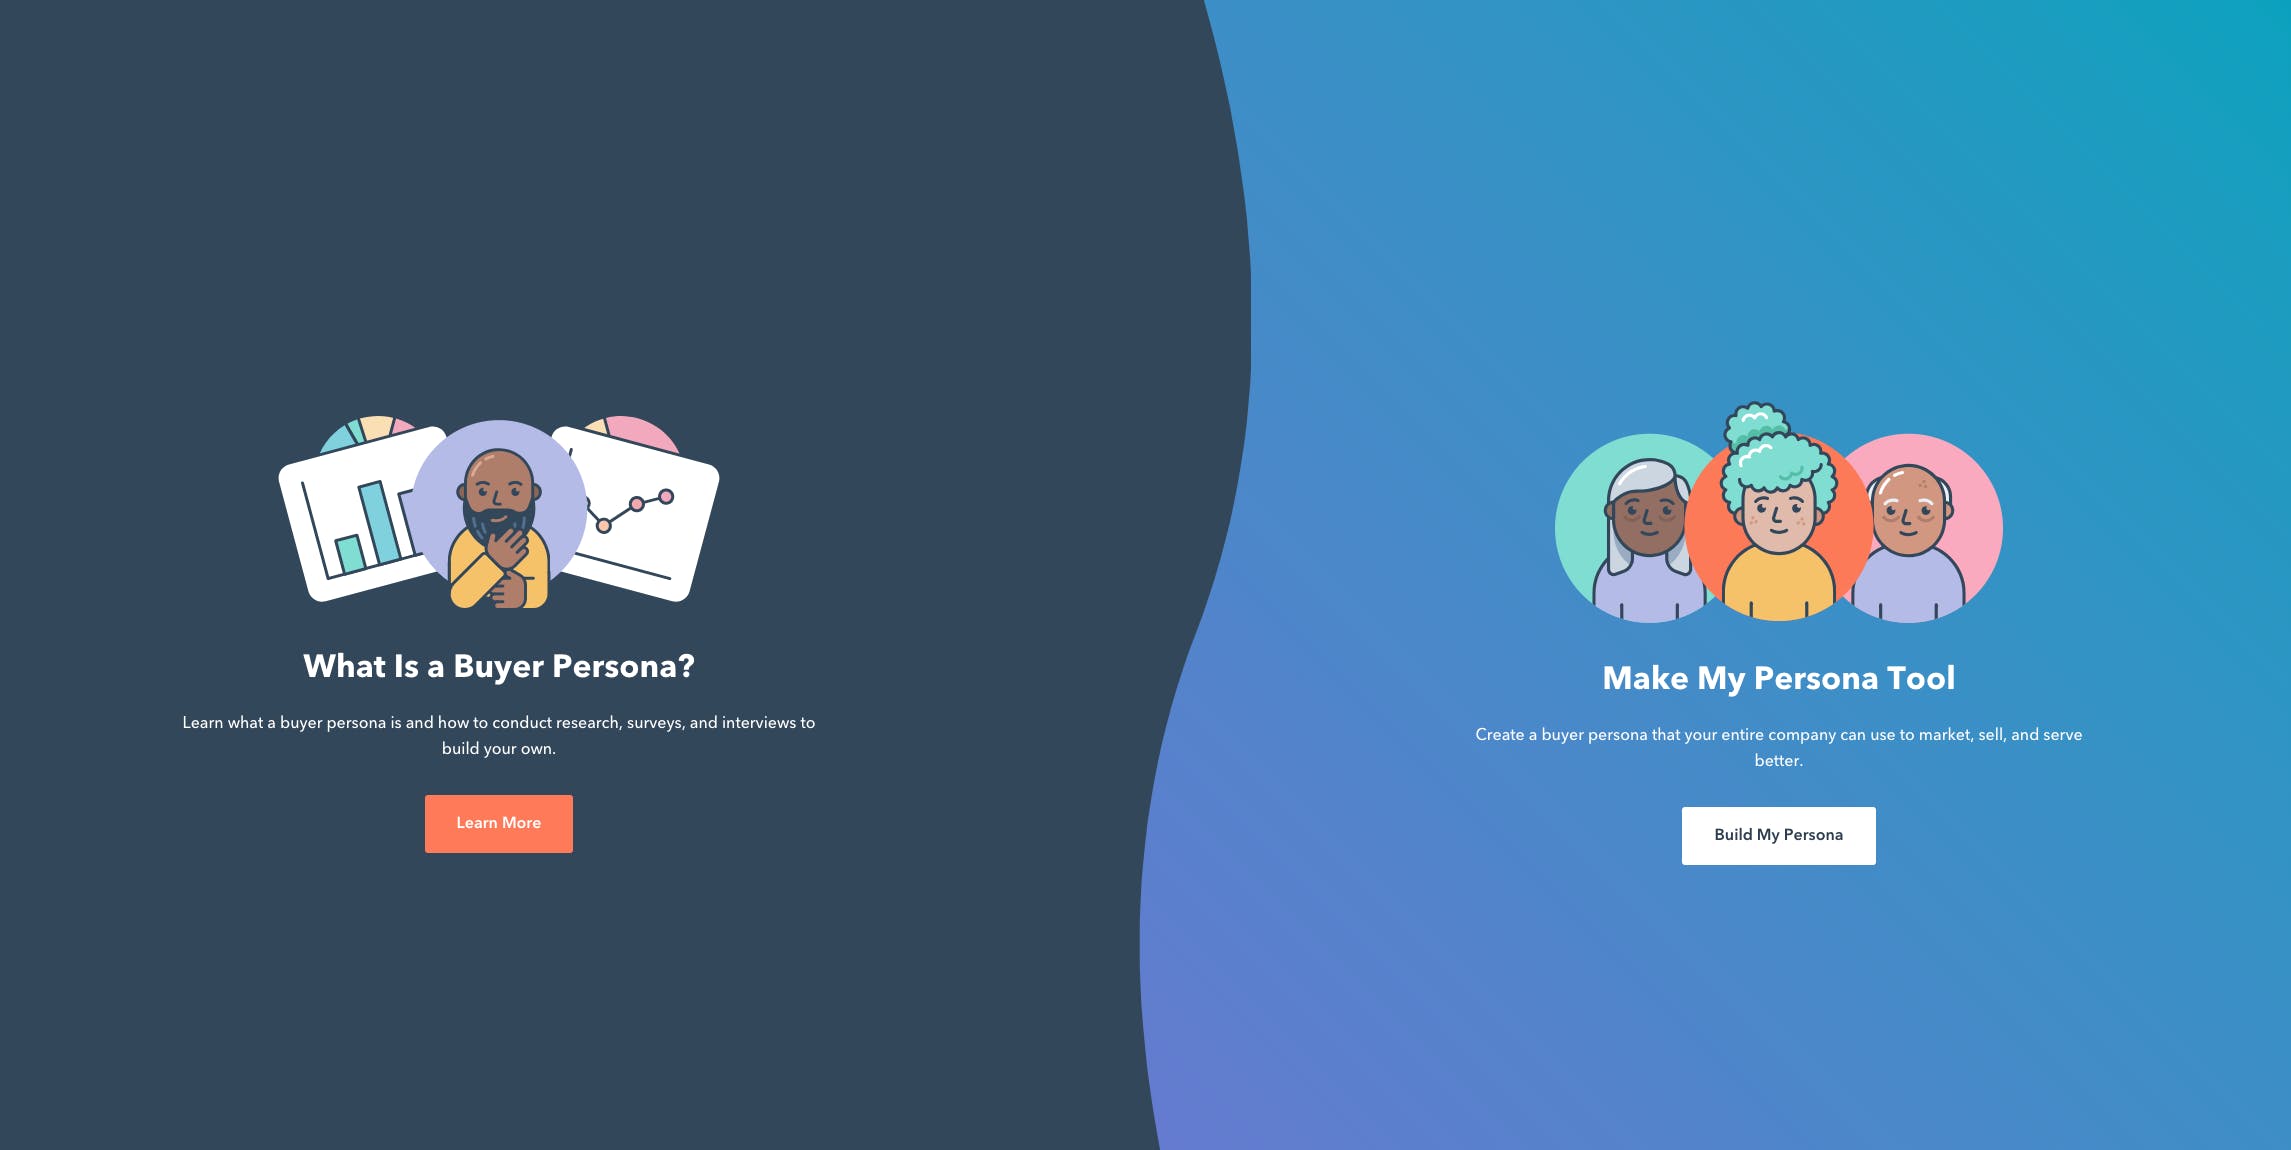 What Is a Buyer Persona?
Learn what a buyer persona is and how to conduct research, surveys, and interviews to
build your own.
Learn More
Make My Persona Tool
Create a buyer persona that your entire company can use to market, sell, and serve
better.
Build My Persona